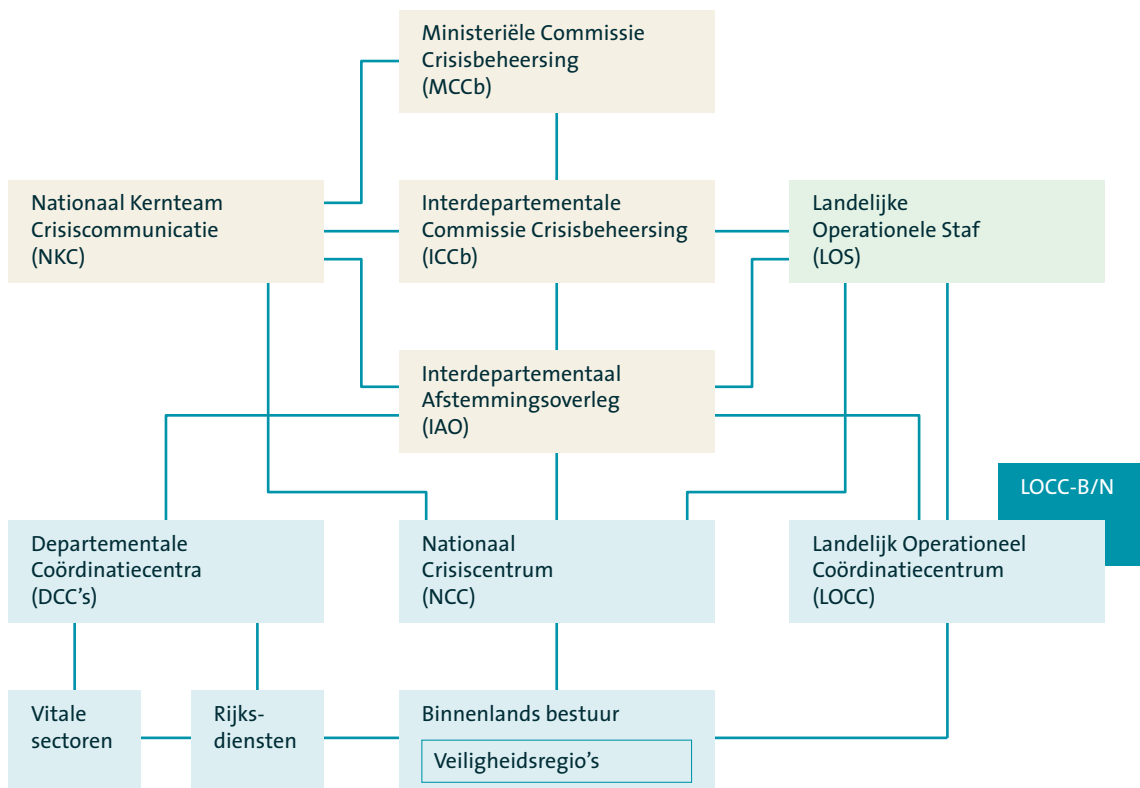 Ministeriële Commissie
Crisisbeheersing
(MCCb)
Nationaal Kernteam
Crisiscommunicatie
(NKC)
Interdepartementale
Commissie Crisisbeheersing
(ICCb)
Landelijke
Operationele Staf
(LOS)
Interdepartementaal
Afstemmingsoverleg
(IAO)
LOCC-B/N
Departementale
Coördinatiecentra
(DCC’s)
Nationaal
Crisiscentrum
(NCC)
Landelijk Operationeel
Coördinatiecentrum
(LOCC)
Vitale
sectoren
Rijks-
diensten
Binnenlands bestuur
Veiligheidsregio’s